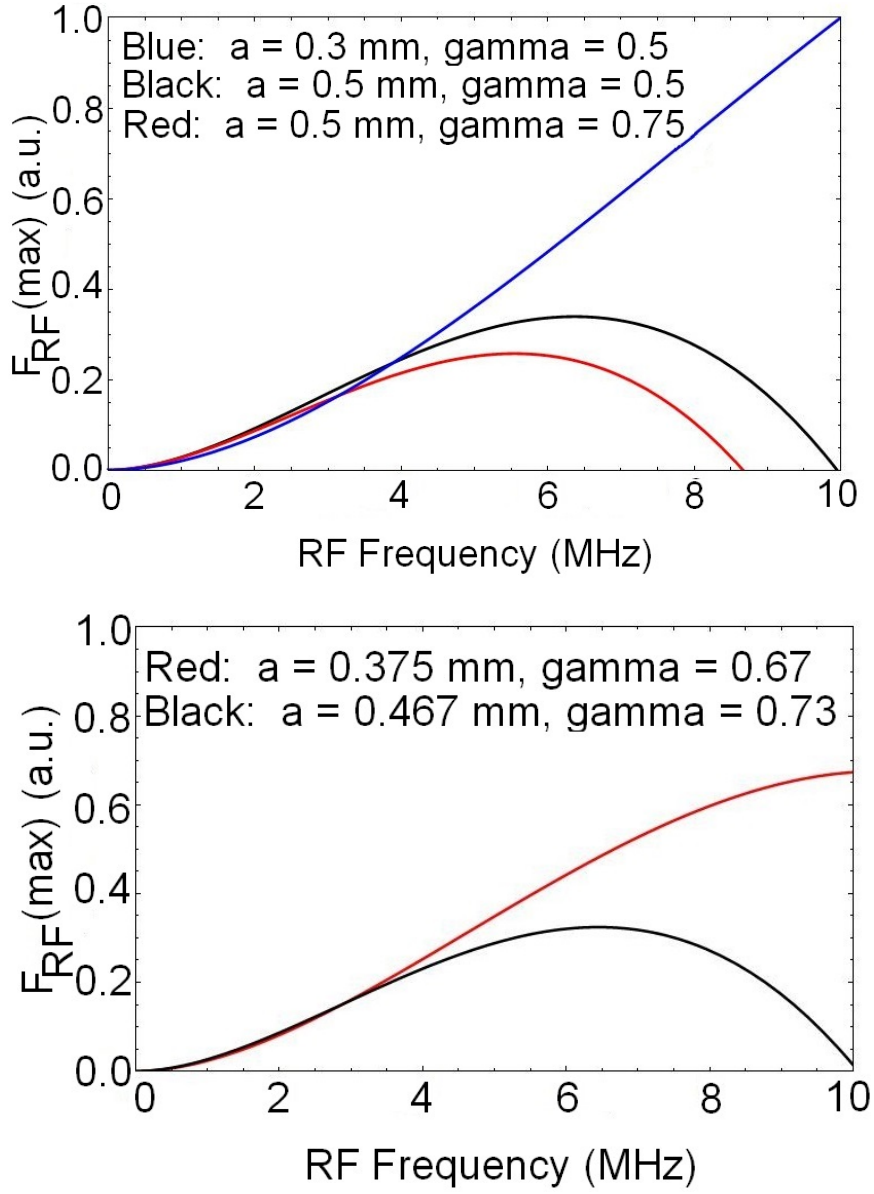 1.0
Blue: a = 0.3 mm, gamma = 0.5
Black: a = 0.5 mm, gamma = 0.5
Red: a = 0.5 mm, gamma = 0.75
0.8
0.6
0.4
0.2
0.0
F_RF^(max) (a.u.)
0 2 4 6 8 10
RF Frequency (MHz)
1.0
Red: a = 0.375 mm, gamma = 0.67
Black: a = 0.467 mm, gamma = 0.73
0.8
0.6
0.4
0.2
0.0
F_RF^(max) (a.u.)
0 2 4 6 8 10
RF Frequency (MHz)